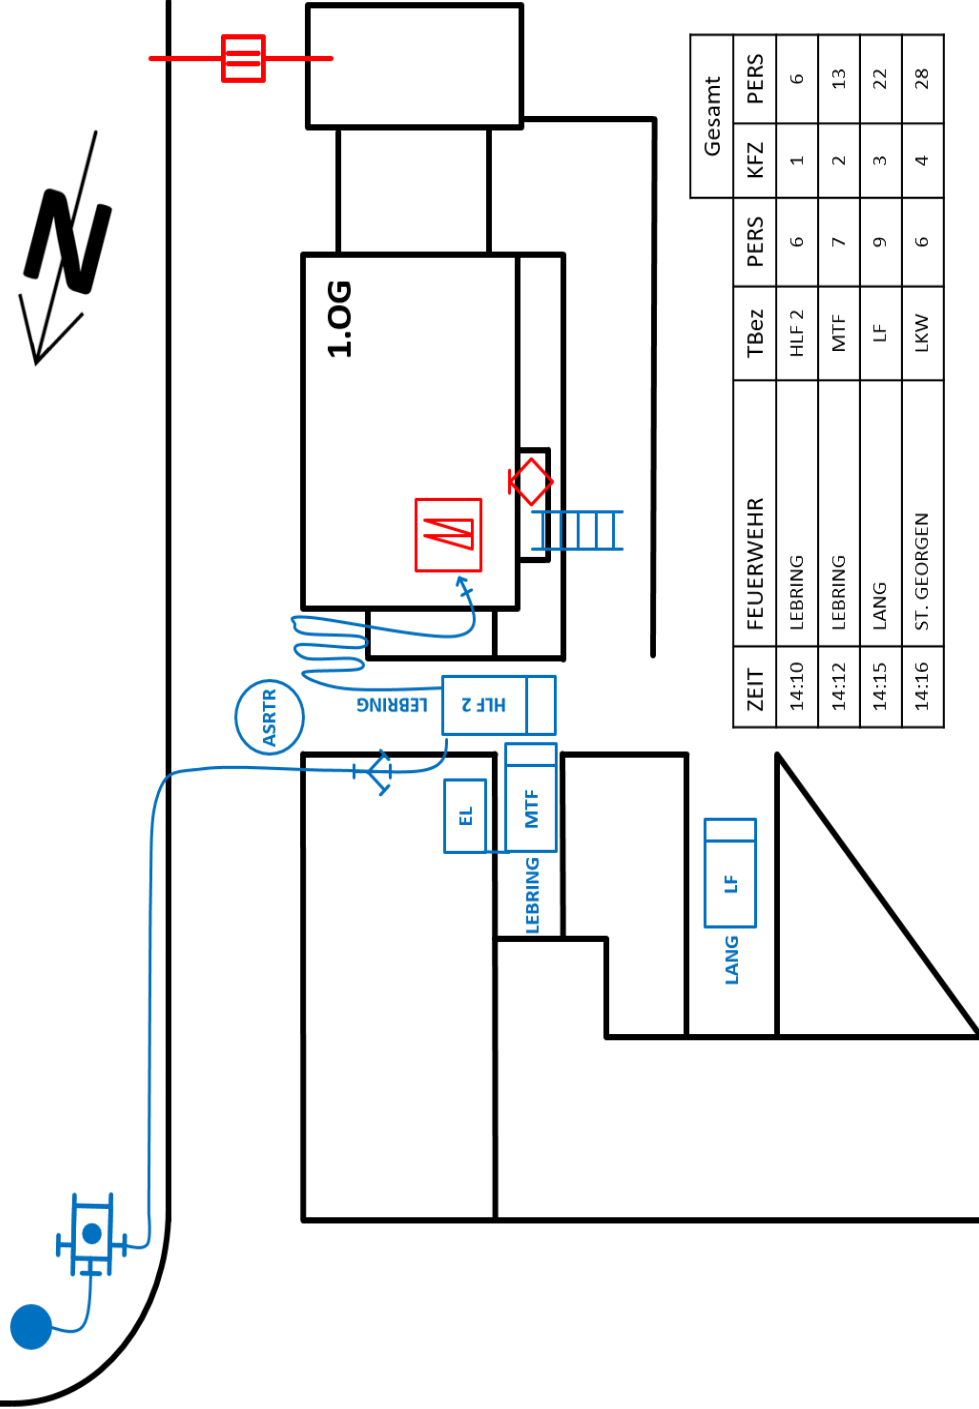 N
1.OG
ASRTR
LEBRING
HLF 2
EL
MTF
LEBRING
LF
LANG
Gesamt
ZEIT FEUERWEHR TBez PERS KFZ PERS
14:10 LEBRING HLF 2 6 1 6
14:12 LEBRING MTF 7 2 13
14:15 LANG LF 9 3 22
14:16 ST. GEORGEN LKW 6 4 28